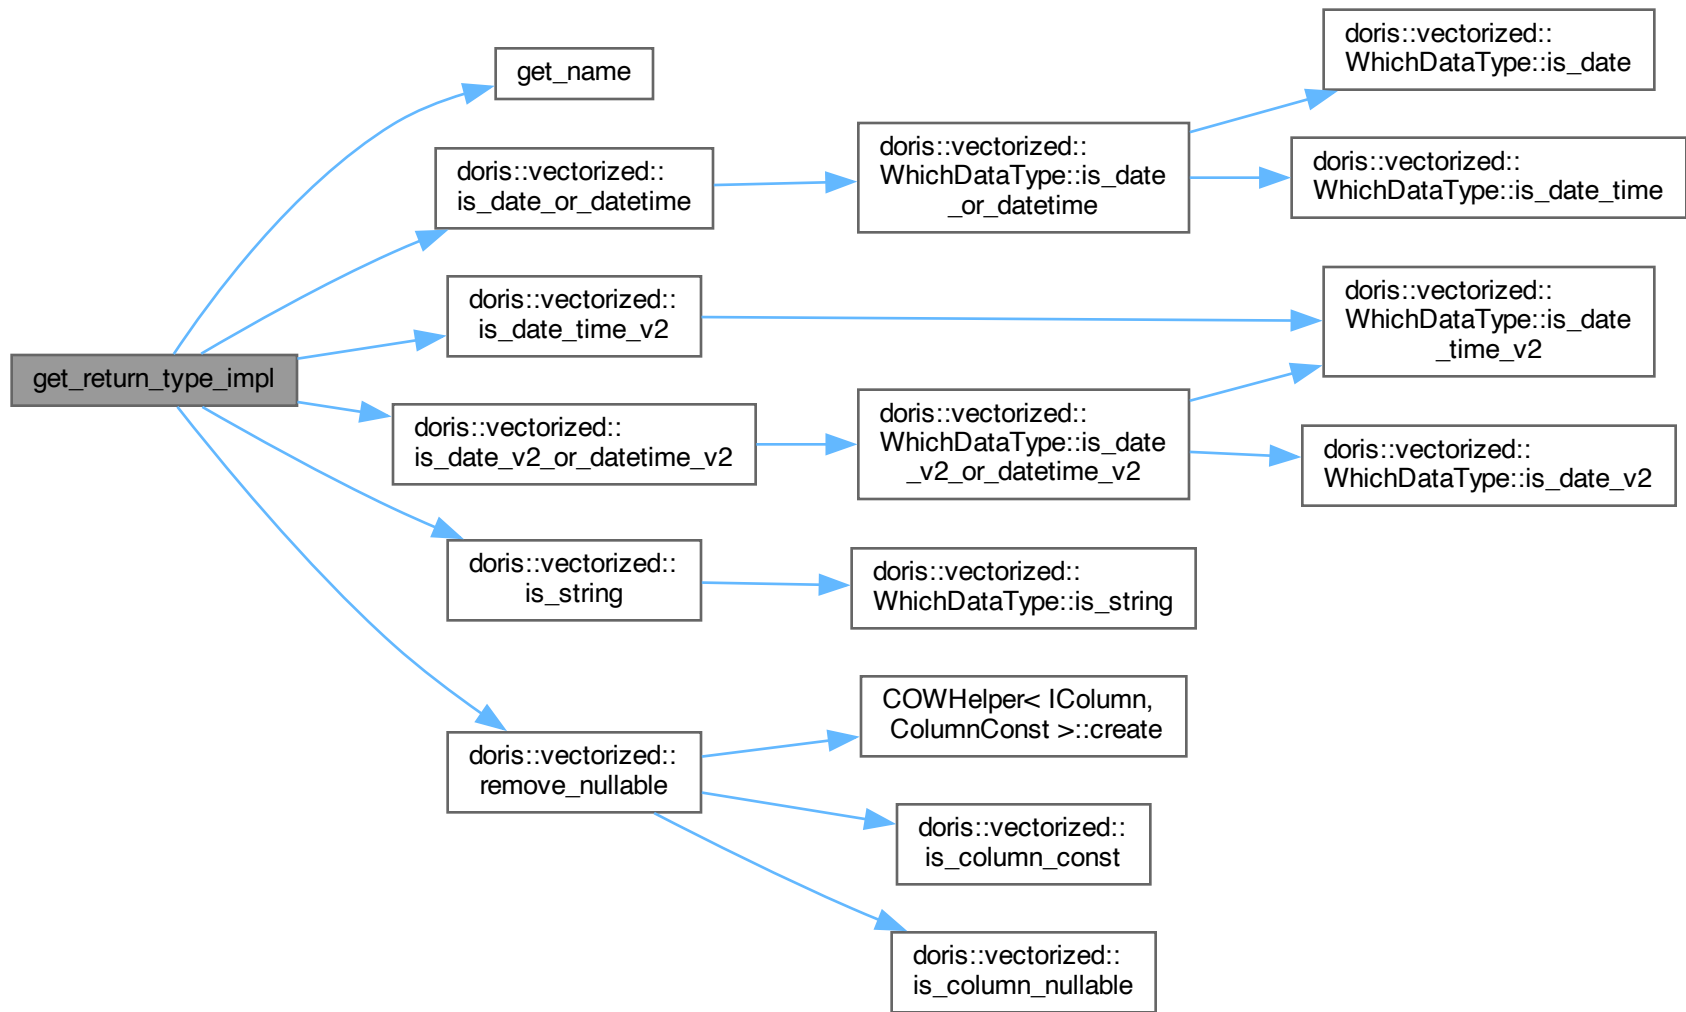 get_return_type_impl
get_name
doris::vectorized::
is_date_or_datetime
doris::vectorized::
WhichDataType::is_date
_or_datetime
doris::vectorized::
WhichDataType::is_date
doris::vectorized::
WhichDataType::is_date_time
doris::vectorized::
is_date_time_v2
doris::vectorized::
WhichDataType::is_date
_time_v2
doris::vectorized::
is_date_v2_or_datetime_v2
doris::vectorized::
WhichDataType::is_date
_v2_or_datetime_v2
doris::vectorized::
WhichDataType::is_date_v2
doris::vectorized::
is_string
doris::vectorized::
WhichDataType::is_string
doris::vectorized::
remove_nullable
COWHelper< IColumn,
ColumnConst >::create
doris::vectorized::
is_column_const
doris::vectorized::
is_column_nullable